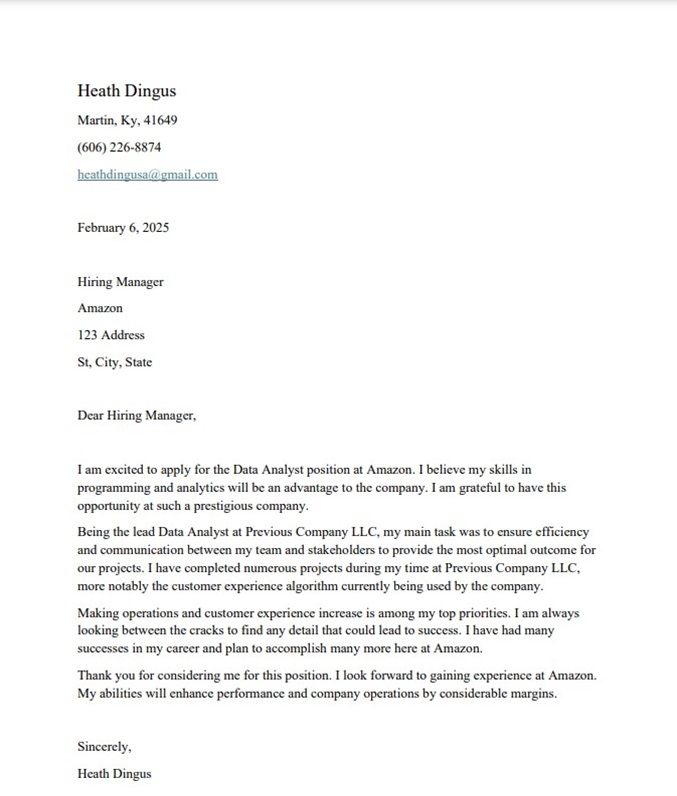 Heath Dingus
Martin, Ky, 41649
(606) 226-8874
heathdingusa@gmail.com
February 6, 2025
Hiring Manager
Amazon
123 Address
St, City, State
Dear Hiring Manager,
I am excited to apply for the Data Analyst position at Amazon. I believe my skills in
programming and analytics will be an advantage to the company. I am grateful to have this
opportunity at such a prestigious company.
Being the lead Data Analyst at Previous Company LLC, my main task was to ensure efficiency
and communication between my team and stakeholders to provide the most optimal outcome for
our projects. I have completed numerous projects during my time at Previous Company LLC,
more notably the customer experience algorithm currently being used by the company.
Making operations and customer experience increase is among my top priorities. I am always
looking between the cracks to find any detail that could lead to success. I have had many
successes in my career and plan to accomplish many more here at Amazon.
Thank you for considering me for this position. I look forward to gaining experience at Amazon.
My abilities will enhance performance and company operations by considerable margins.
Sincerely,
Heath Dingus